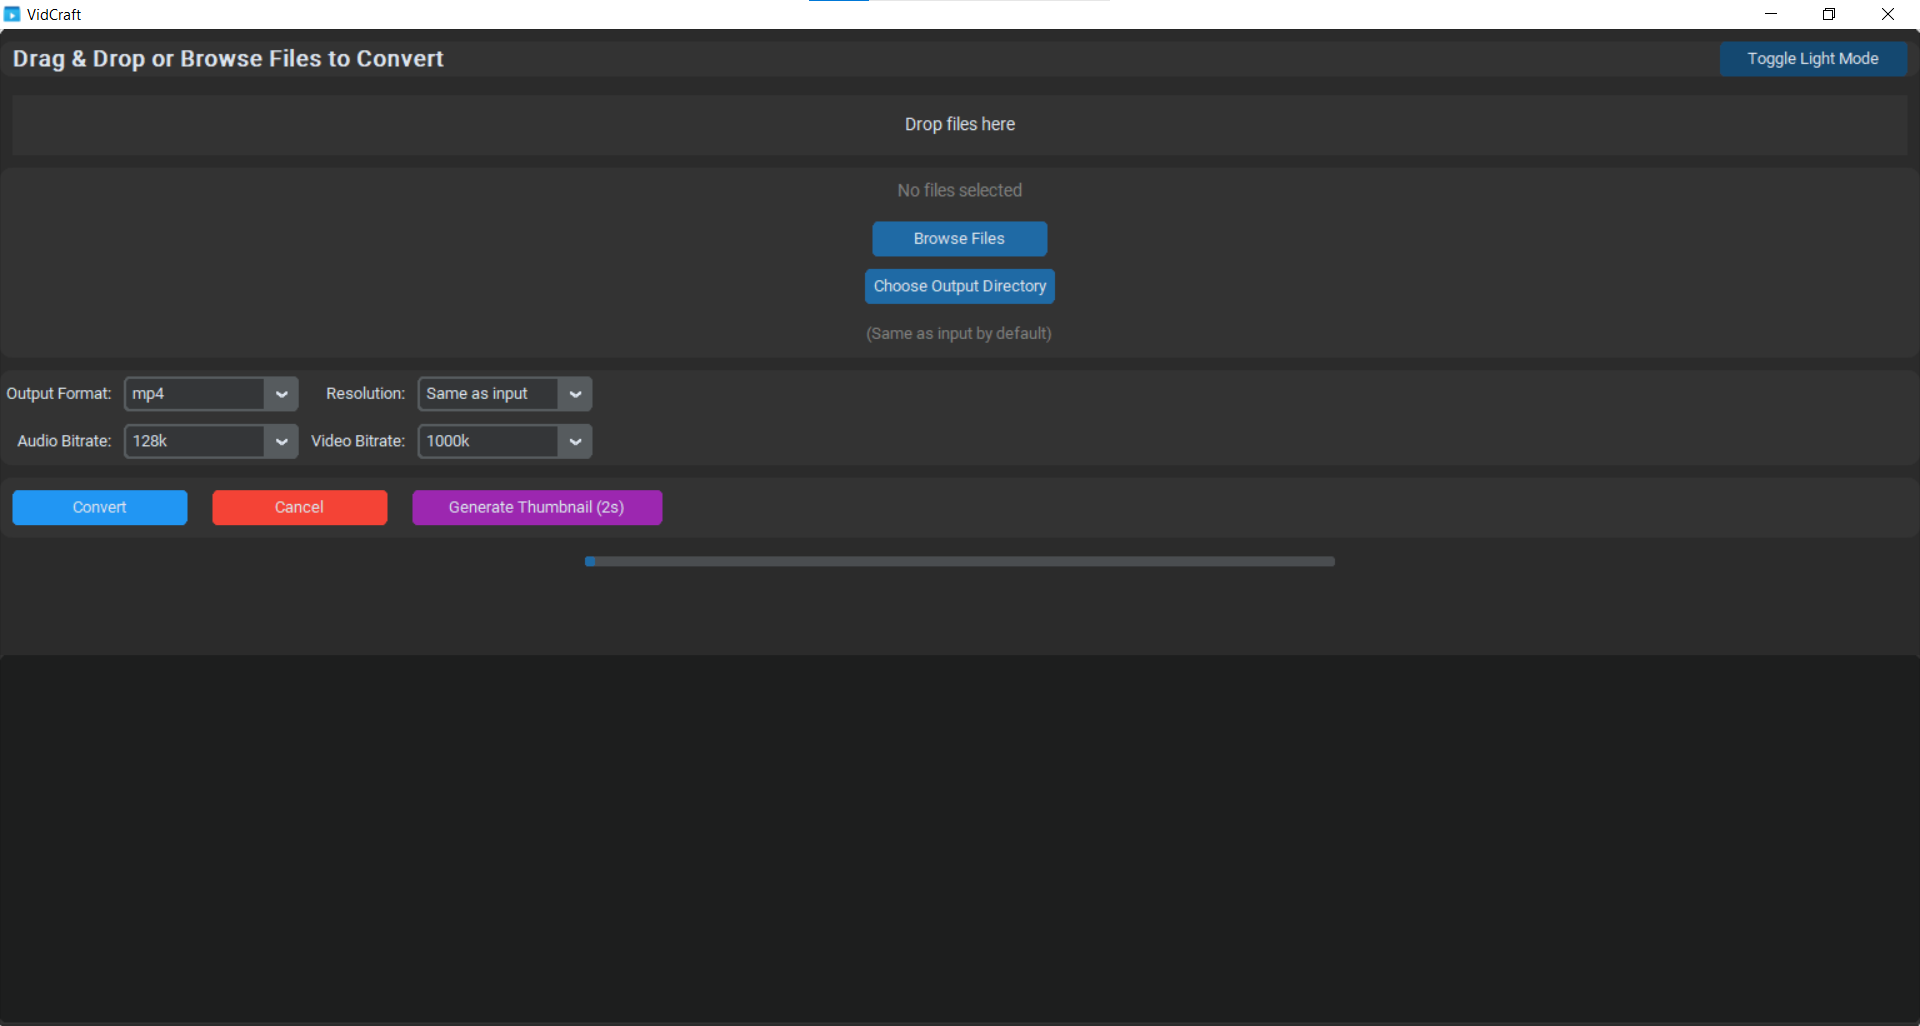 VidCraft
Drag & Drop or Browse Files to Convert
Toggle Light Mode
Drop files here
No files selected
Browse Files
Choose Output Directory
(Same as input by default)
Output Format: mp4 Resolution: Same as input
Audio Bitrate: 128k Video Bitrate: 1000k
Convert Cancel Generate Thumbnail (2s)